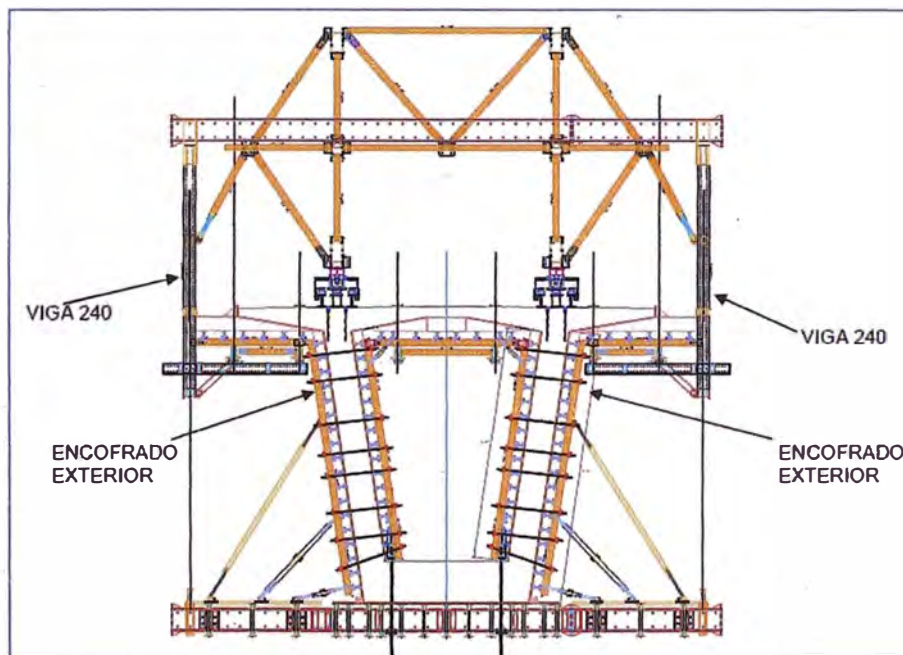 VIGA 240
VIGA 240
ENCOFRADO
EXTERIOR
ENCOFRADO
EXTERIOR